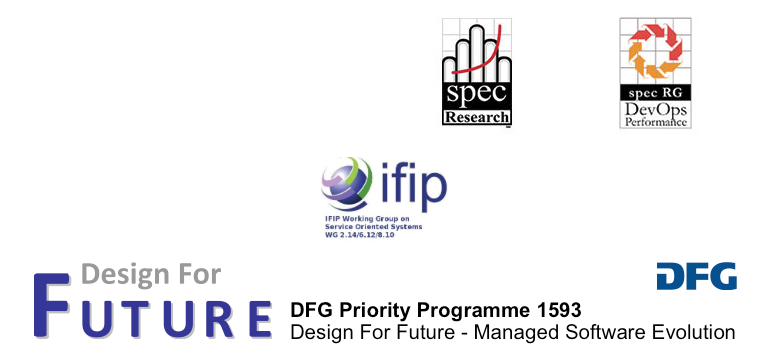 spec
Research
spec RG
DevOps
Performance
ifip
IFIP Working Group on
Service Oriented Systems
WG 2.14/6.12/8.10
Design For
FUTURE
DFG
DFG Priority Programme 1593
Design For Future - Managed Software Evolution